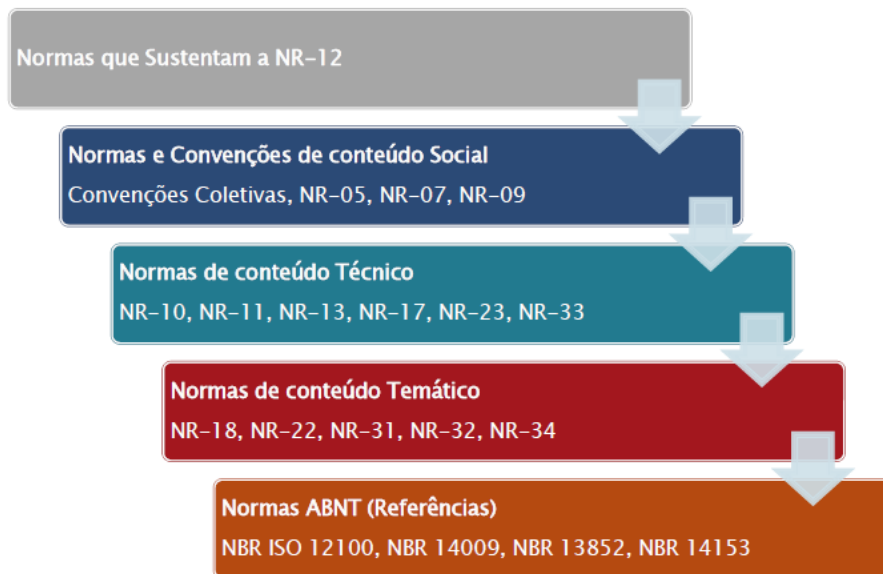 Normas que Sustentam a NR-12
Normas e Convenções de conteúdo Social
Convenções Coletivas, NR-05, NR-07, NR-09
Normas de conteúdo Técnico
NR-10, NR-11, NR-13, NR-17, NR-23, NR-33
Normas de conteúdo Temático
NR-18, NR-22, NR-31, NR-32, NR-34
Normas ABNT (Referências)
NBR ISO 12100, NBR 14009, NBR 13852, NBR 14153